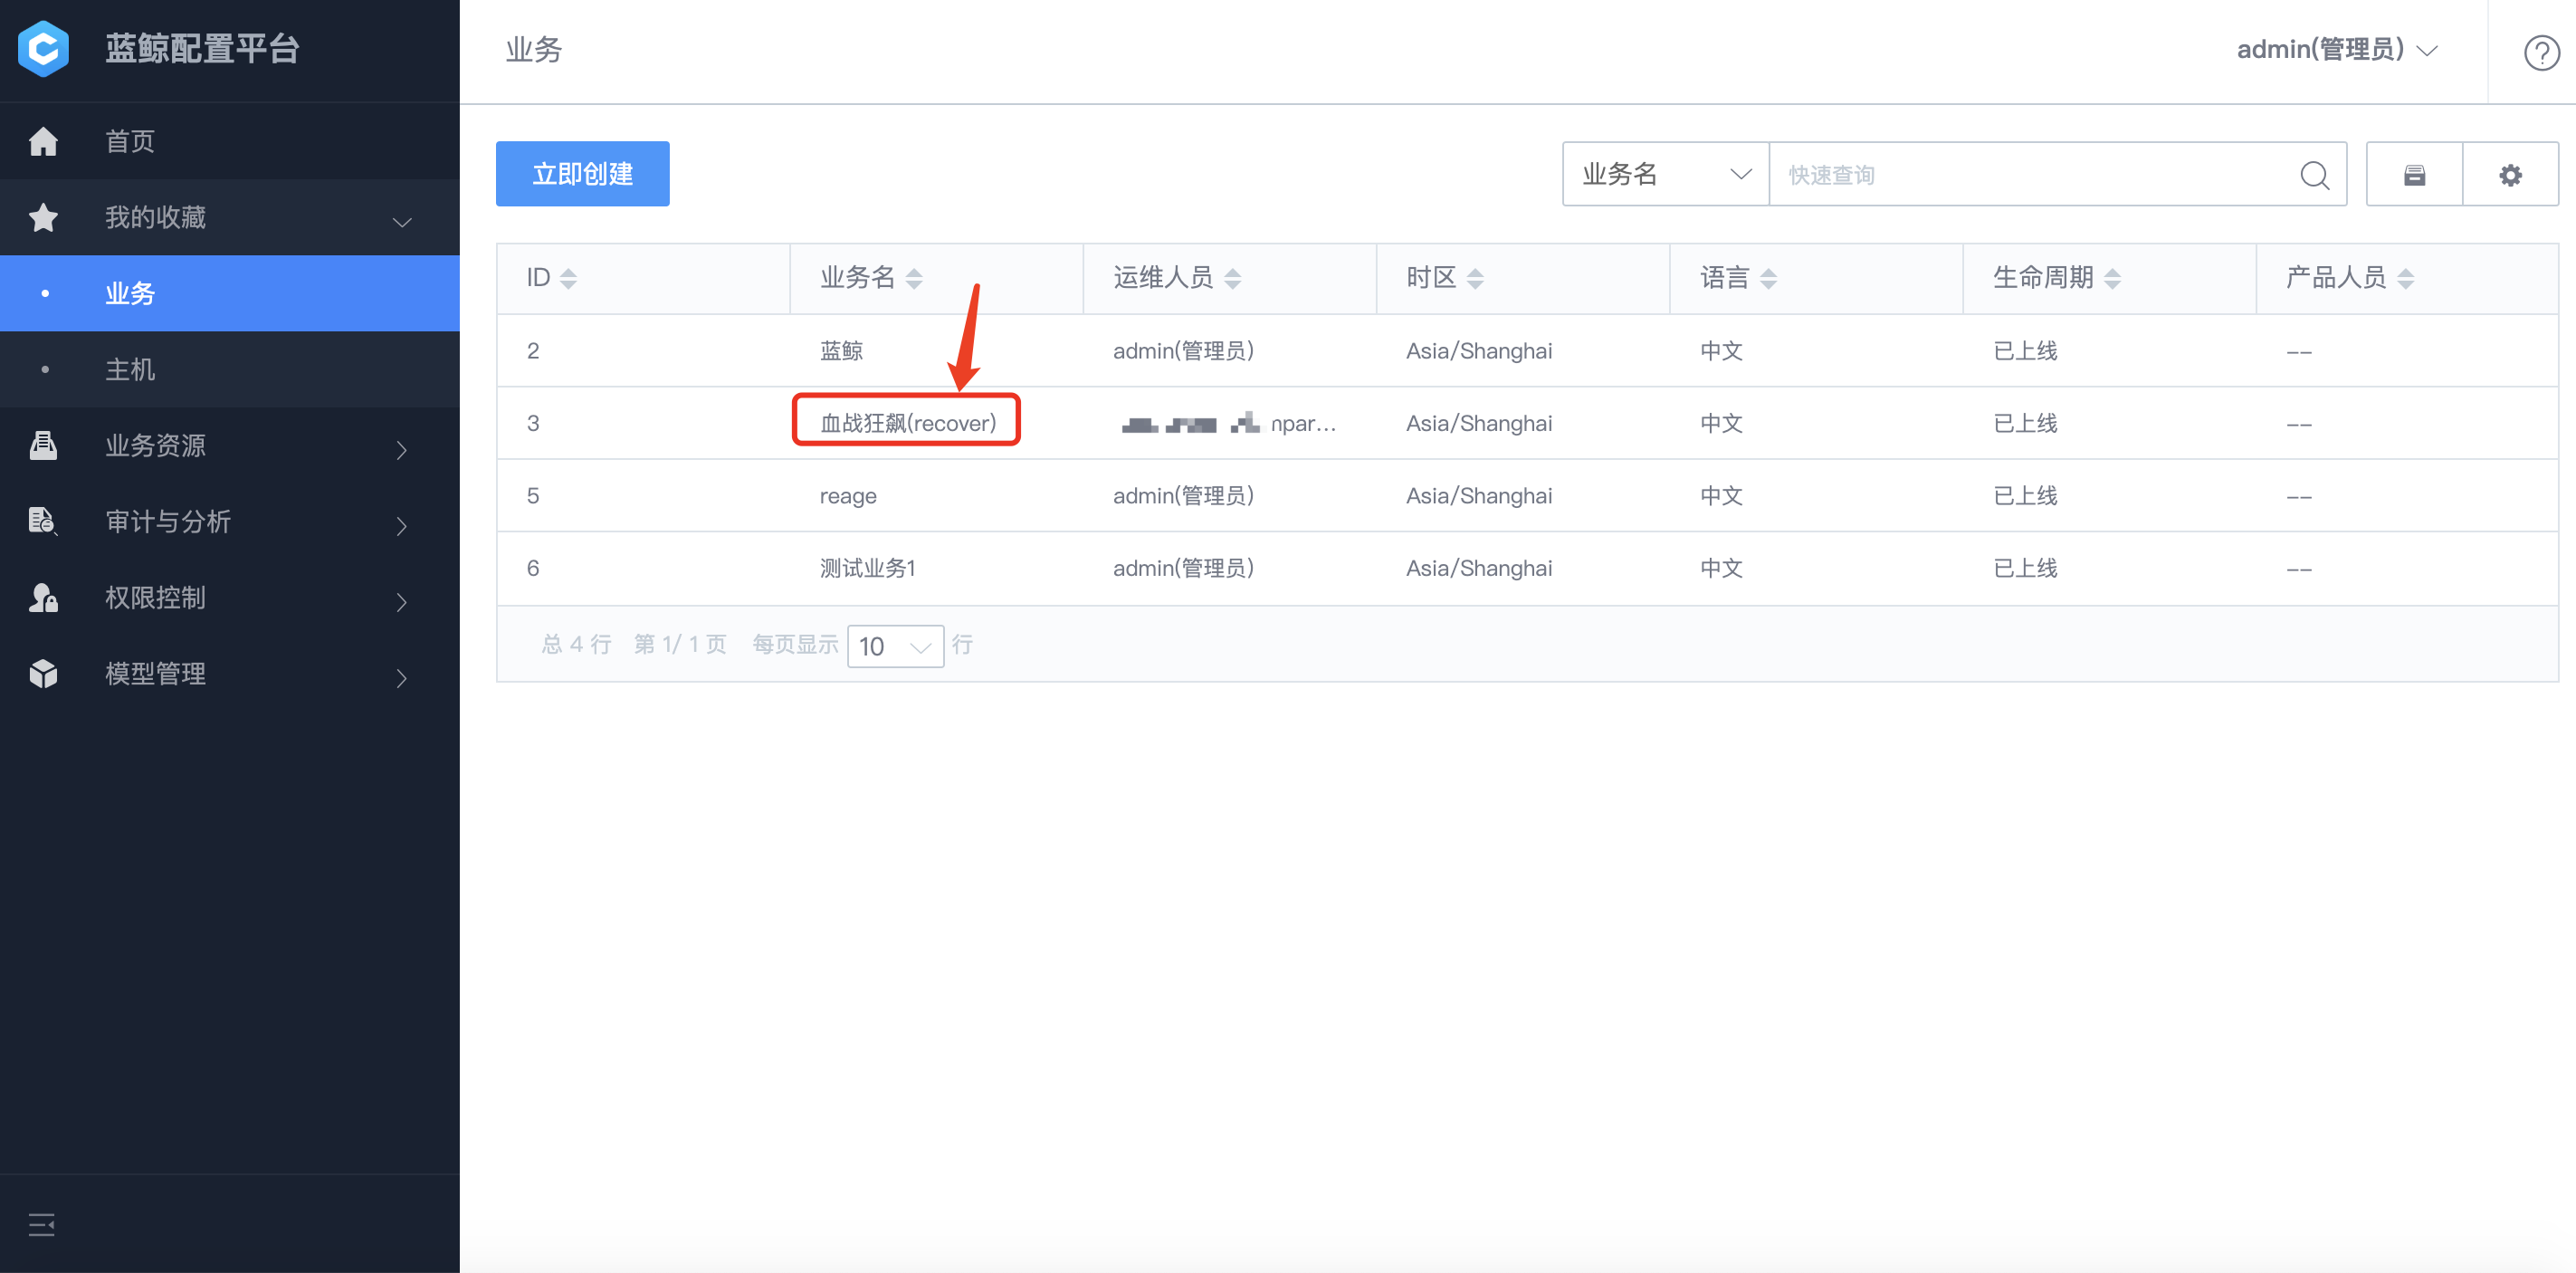 蓝鲸配置平台
首页
我的收藏
业务
主机
业务资源
审计与分析
权限控制
模型管理
业务
admin(管理员)
立即创建
业务名 快速查询
ID 业务名 运维人员 时区 语言 生命周期 产品人员
2 蓝鲸 admin(管理员) Asia/Shanghai 中文 已上线 --
3 血战狂飙(recover) npar... Asia/Shanghai 中文 已上线 --
5 reage admin(管理员) Asia/Shanghai 中文 已上线 --
6 测试业务1 admin(管理员) Asia/Shanghai 中文 已上线 --
总 4 行 第 1/ 1 页 每页显示 10 行